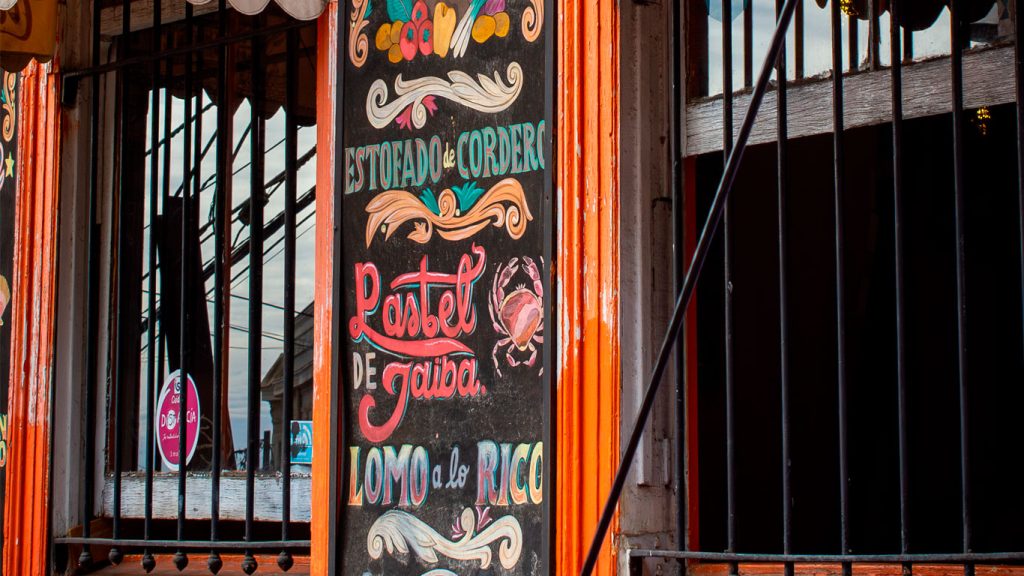 ESTOFADO de CORDERO
Pastel
DE Jaiba.
LOMO a lo RICO